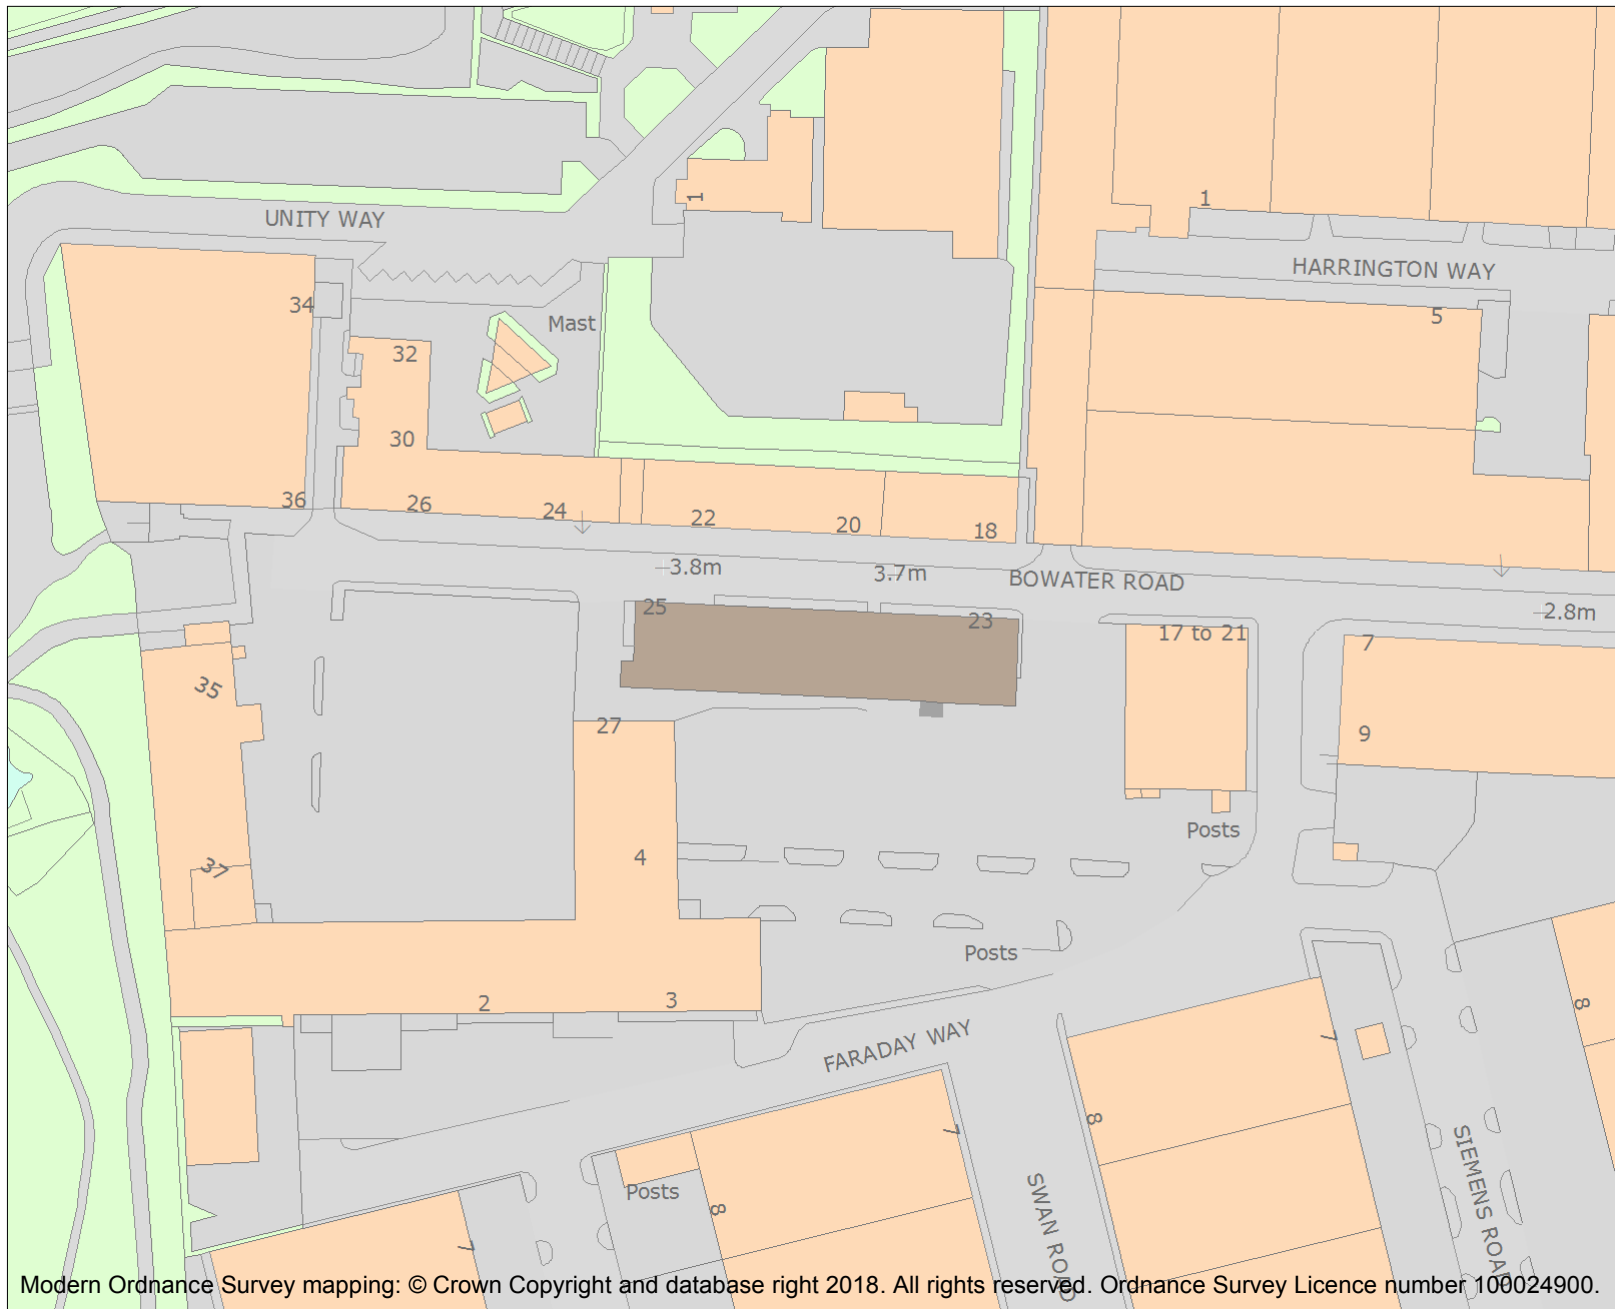 1
1
UNITY WAY
HARRINGTON WAY
34
5
Mast
32
30
36
26
24
22
20
18
3.8m
3.7m
BOWATER ROAD
2.8m
25
23
17 to 21
7
35
27
9
Posts
4
37
Posts
2
3
8
7
FARADAY WAY
8
7
SIEMENS ROAD
Posts
8
SWAN ROAD
7
Modern Ordnance Survey mapping: © Crown Copyright and database right 2018. All rights reserved. Ordnance Survey Licence number 100024900.